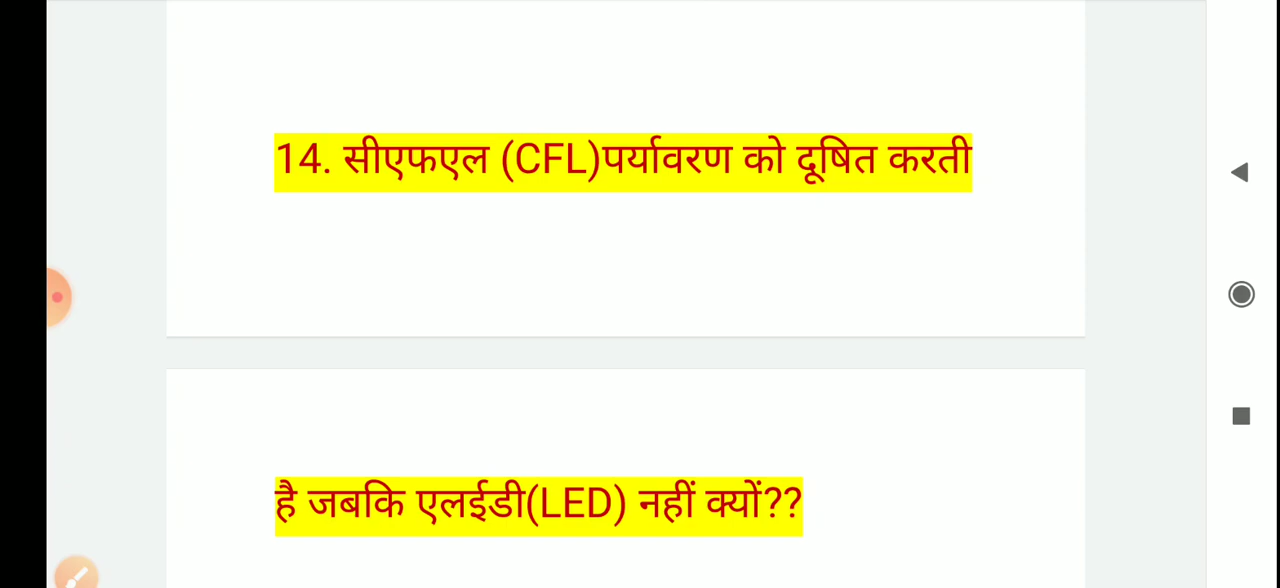 14. सीएफएल (CFL)पर्यावरण को दूषित करती
है जबकि एलईडी(LED) नहीं क्यों??